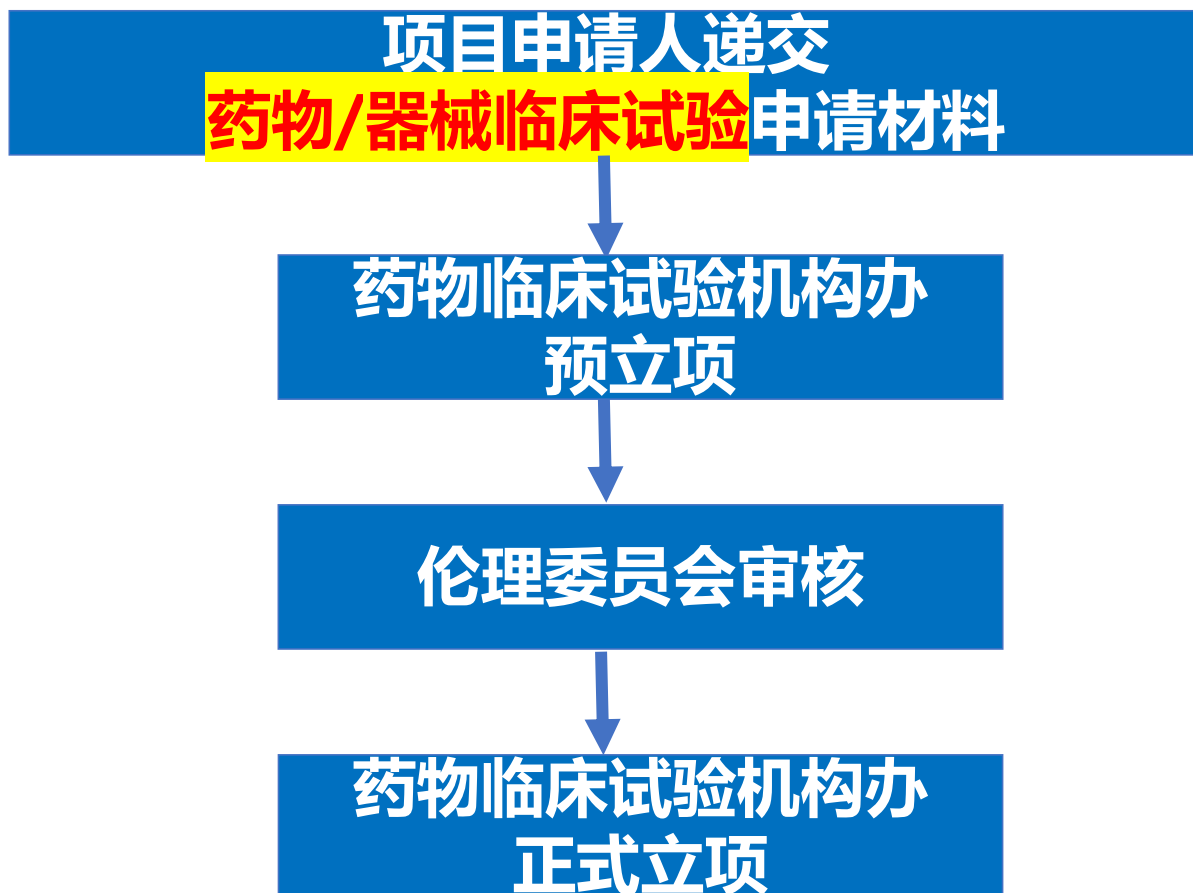 项目申请人递交
药物/器械临床试验申请材料
药物临床试验机构办
预立项
伦理委员会审核
药物临床试验机构办
正式立项